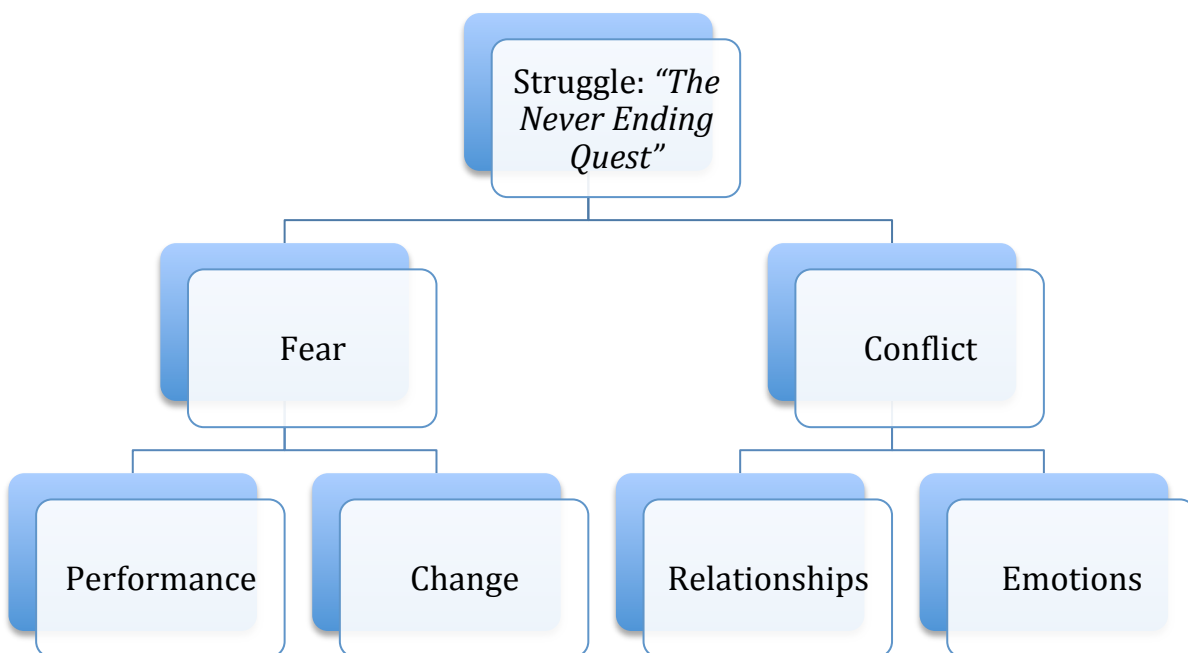 Struggle: “The
Never Ending
Quest”
Fear
Conflict
Performance
Change
Relationships
Emotions